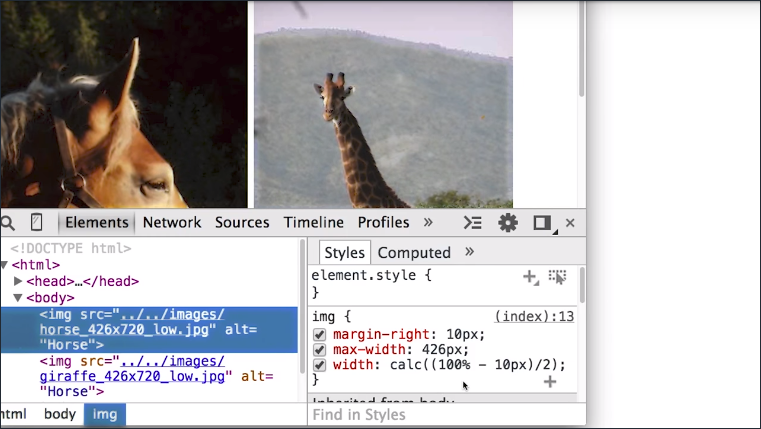 Elements Network Sources Timeline Profiles »
<!DOCTYPE html>
<html>
<head>…</head>
<body>
<img src="../../images/
horse_426x720_low.jpg" alt=
"Horse">
<img src="../../images/
giraffe_426x720_low.jpg" alt=
"Horse">
html body img
Styles Computed »
element.style {
}
img { (index):13
margin-right: 10px;
max-width: 426px;
width: calc((100% - 10px)/2);
}
Inherited from body
Find in Styles